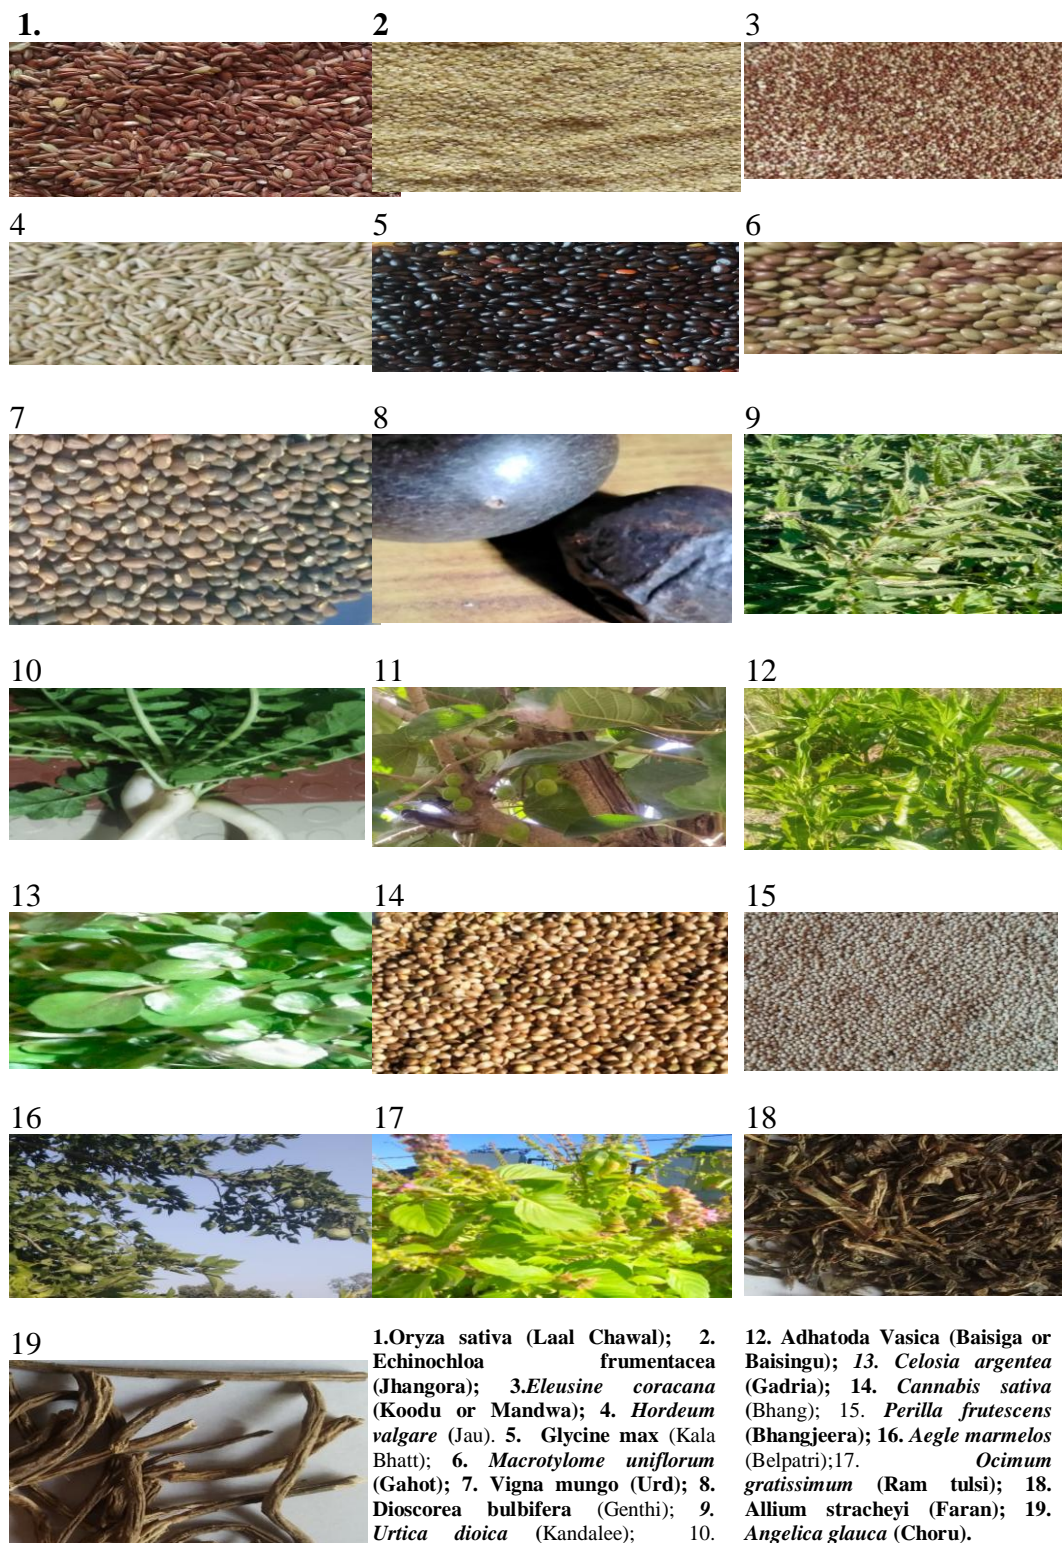 1.
2
3
4
5
6
7
8
9
10
11
12
13
14
15
16
17
18
19
1.Oryza sativa (Laal Chawal); 2.
Echinochloa frumentacea
(Jhangora); 3.Eleusine coracana
(Koodu or Mandwa); 4. Hordeum
valgare (Jau). 5. Glycine max (Kala
Bhatt); 6. Macrotylome uniflorum
(Gahot); 7. Vigna mungo (Urd); 8.
Dioscorea bulbifera (Genthi); 9.
Urtica dioica (Kandalee); 10.
12. Adhatoda Vasica (Baisiga or
Baisingu); 13. Celosia argentea
(Gadria); 14. Cannabis sativa
(Bhang); 15. Perilla frutescens
(Bhangjeera); 16. Aegle marmelos
(Belpatri);17. Ocimum
gratissimum (Ram tulsi); 18.
Allium stracheyi (Faran); 19.
Angelica glauca (Choru).